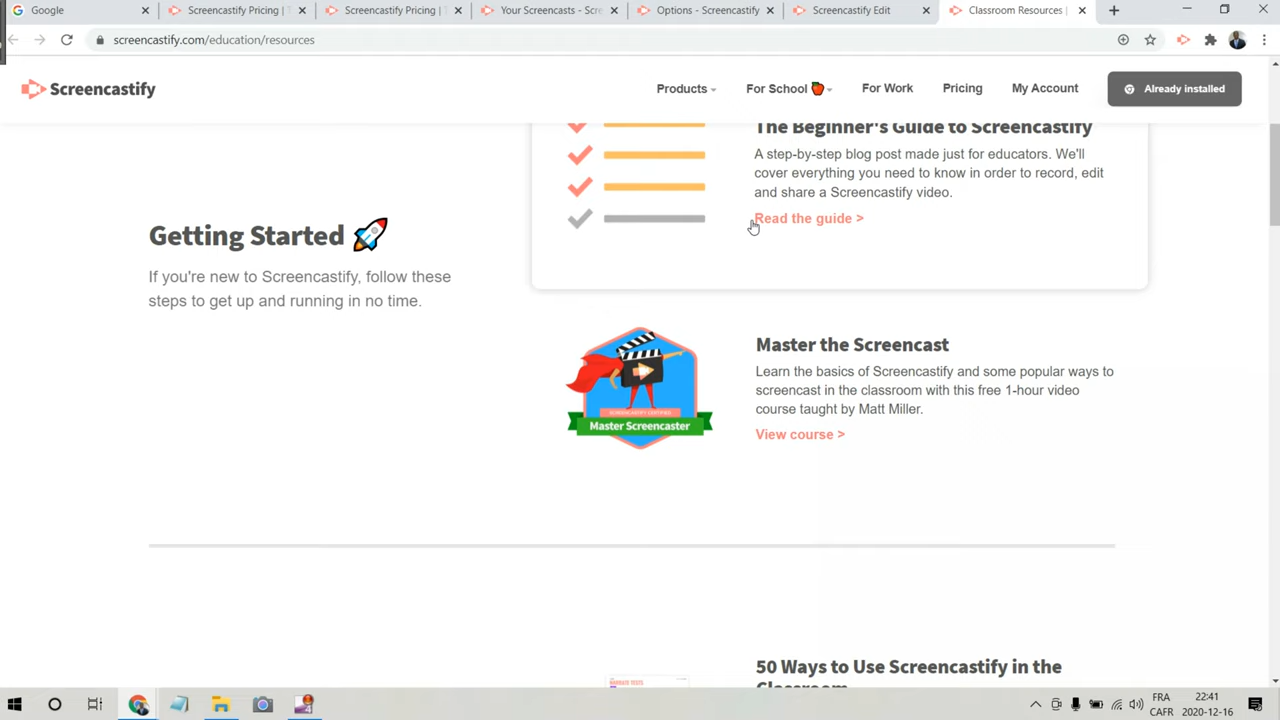 Google
Screencastify Pricing | T
Screencastify Pricing | T
Your Screencasts - Scre
Options - Screencastify
Screencastify Edit
Classroom Resources |
screencastify.com/education/resources
Screencastify
Products
For School
For Work
Pricing
My Account
Already installed
The Beginner's Guide to Screencastify
A step-by-step blog post made just for educators. We'll
cover everything you need to know in order to record, edit
and share a Screencastify video.
Read the guide >
Getting Started
If you're new to Screencastify, follow these
steps to get up and running in no time.
Master the Screencast
Learn the basics of Screencastify and some popular ways to
screencast in the classroom with this free 1-hour video
course taught by Matt Miller.
View course >
SCREENCASTIFY CERTIFIED
Master Screencaster
50 Ways to Use Screencastify in the
Classroom
FRA
CAFR
22:41
2020-12-16